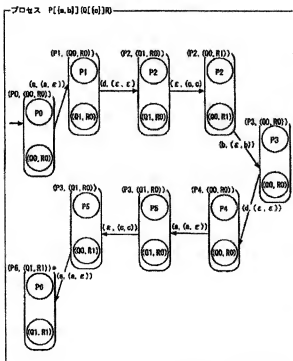 プロセス P[{a,b}](Q[{c}]R)
(P1, (Q0, R0)) (P2, (Q1, R0)) (P2, (Q0, R1))
(P0, (Q0, R0)) (a, (a, ε)) P1 (d, (ε, ε)) P2 (ε, (c, c)) P2
P0 (Q1, R0) (Q1, R0) (Q0, R1) (P3, (Q0, R0))
(Q0, R0) (b, (ε, b)) P3
(P3, (Q1, R0)) (P3, (Q1, R0)) (P4, (Q0, R0)) (Q0, R0)
P5 (ε, (c, c)) P5 (a, (a, ε)) P4 (d, (ε, ε))
(P6, (Q1, R1)) (Q0, R1) (Q1, R0) (Q0, R0)
P6 (a, (a, ε))
(Q1, R1)